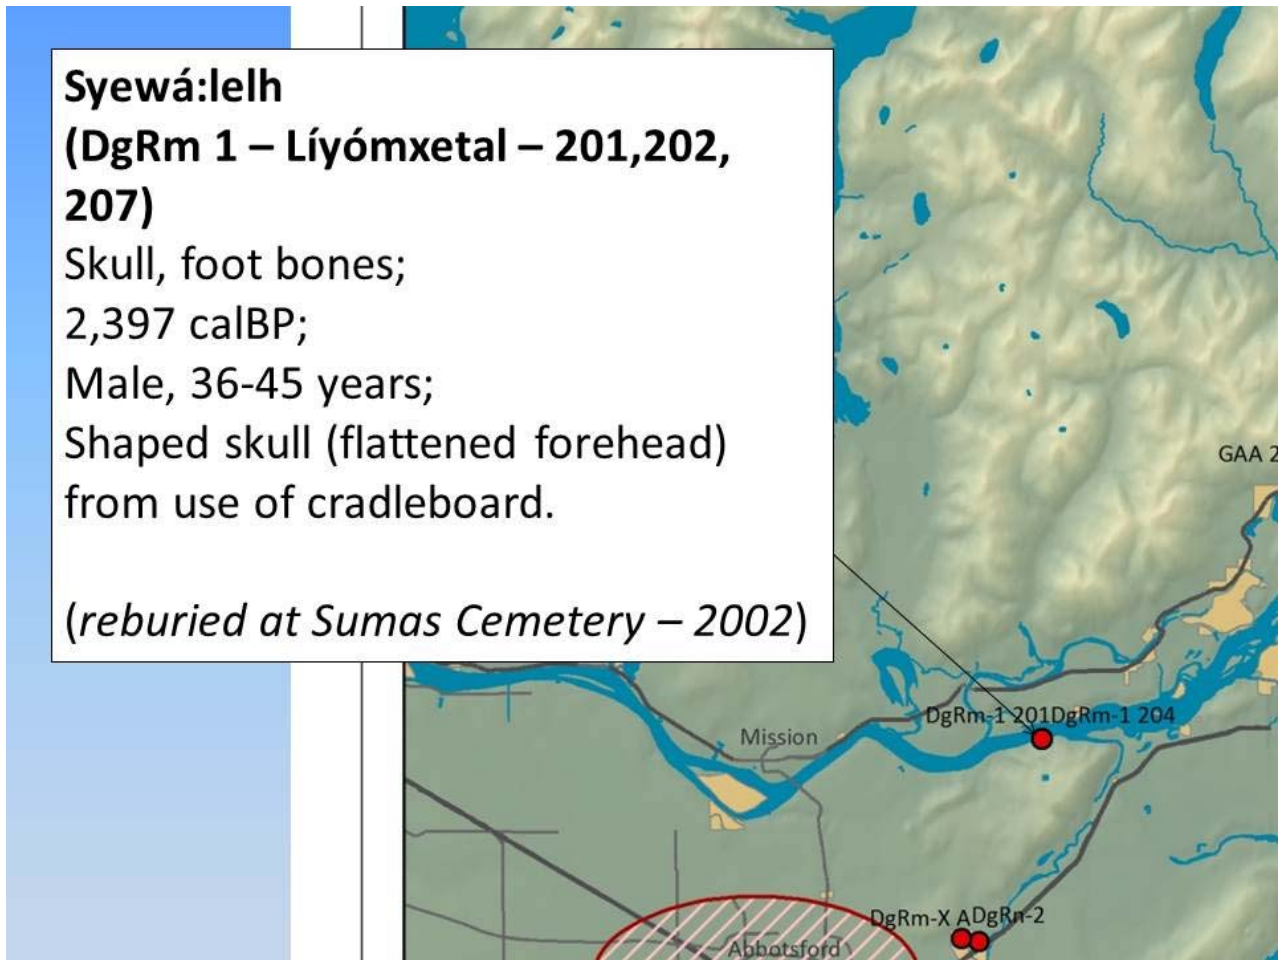 Syewá:lelh
(DgRm 1 – Líyómxetal – 201,202,
207)
Skull, foot bones;
2,397 calBP;
Male, 36-45 years;
Shaped skull (flattened forehead)
from use of cradleboard.
(reburied at Sumas Cemetery – 2002)
GAA 2
DgRm-1 201DgRm-1 204
Mission
DgRm-X ADgRn-2
Abbotsford